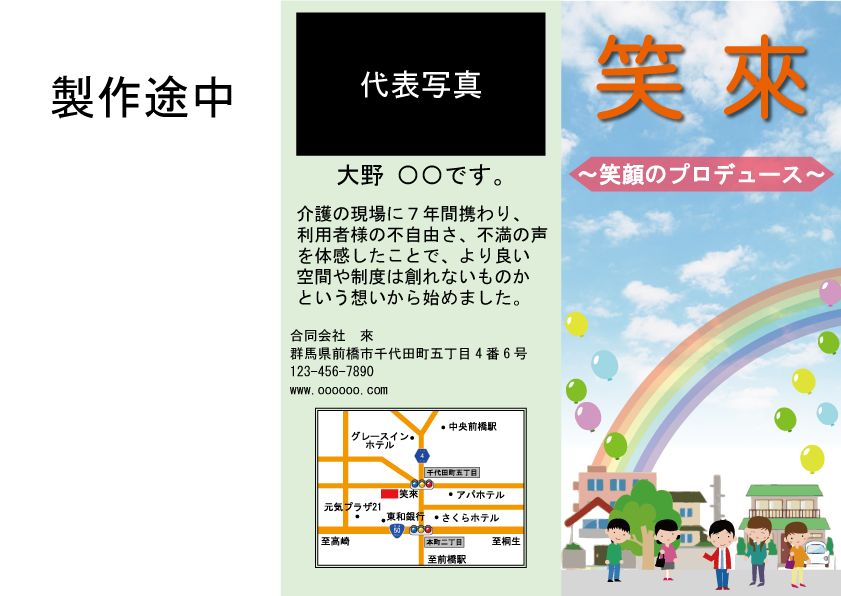 製作途中
代表写真
大野 〇〇です。
介護の現場に７年間携わり、
利用者様の不自由さ、不満の声
を体感したことで、より良い
空間や制度は創れないものか
という想いから始めました。
合同会社　來
群馬県前橋市千代田町五丁目４番６号
123-456-7890
www.oooooo.com
中央前橋駅
グレースイン
ホテル
4
千代田町五丁目
笑來
アパホテル
元気プラザ21
東和銀行
さくらホテル
50
至高崎
本町二丁目
至桐生
至前橋駅
笑 來
～笑顔のプロデュース～